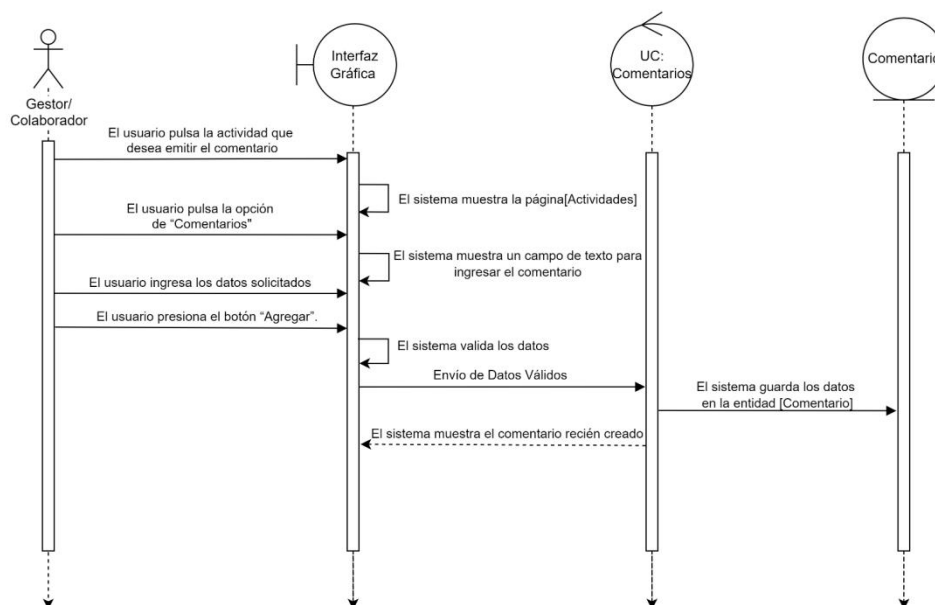 Interfaz
Gráfica
UC:
Comentarios
Comentario
Gestor/
Colaborador
El usuario pulsa la actividad que
desea emitir el comentario
El sistema muestra la página[Actividades]
El usuario pulsa la opción
de “Comentarios"
El sistema muestra un campo de texto para
ingresar el comentario
El usuario ingresa los datos solicitados
El usuario presiona el botón “Agregar”.
El sistema valida los datos
Envío de Datos Válidos
El sistema guarda los datos
en la entidad [Comentario]
El sistema muestra el comentario recién creado